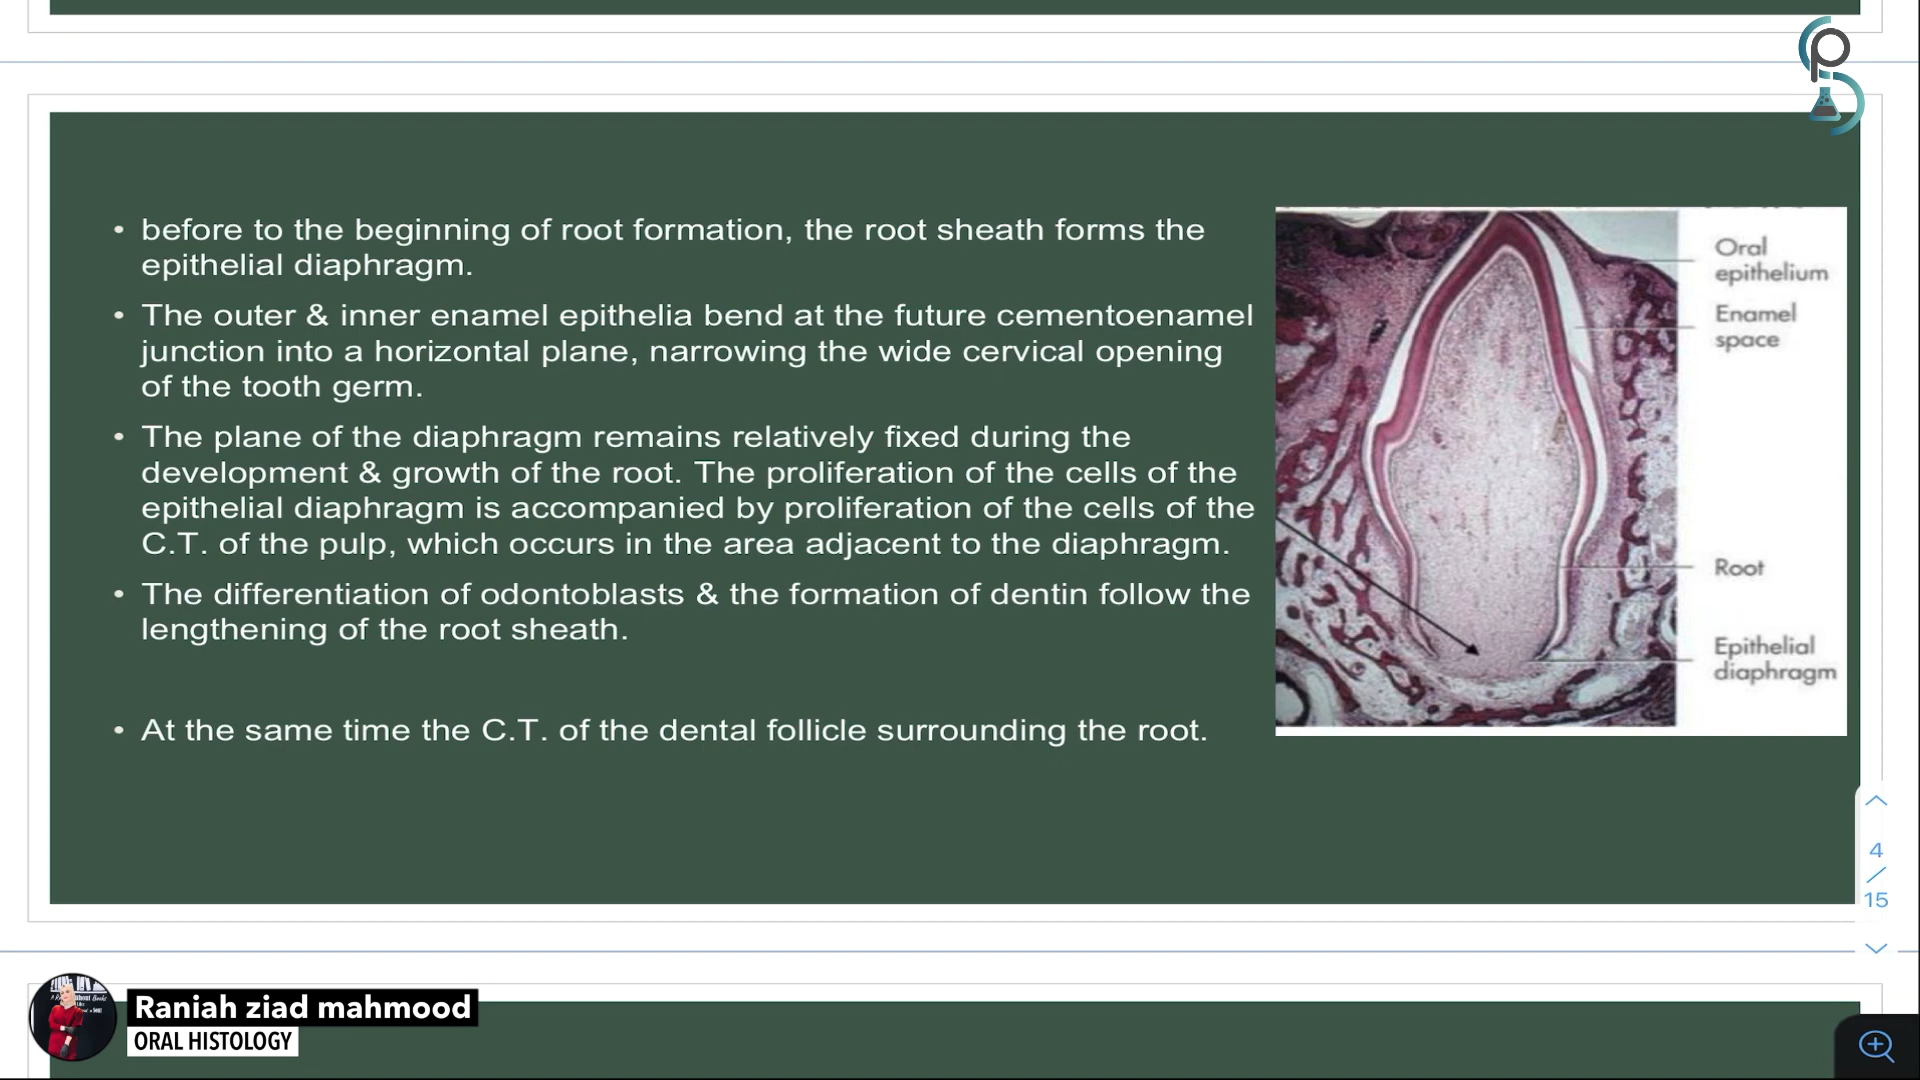 • before to the beginning of root formation, the root sheath forms the
epithelial diaphragm.
• The outer & inner enamel epithelia bend at the future cementoenamel
junction into a horizontal plane, narrowing the wide cervical opening
of the tooth germ.
• The plane of the diaphragm remains relatively fixed during the
development & growth of the root. The proliferation of the cells of the
epithelial diaphragm is accompanied by proliferation of the cells of the
C.T. of the pulp, which occurs in the area adjacent to the diaphragm.
• The differentiation of odontoblasts & the formation of dentin follow the
lengthening of the root sheath.
• At the same time the C.T. of the dental follicle surrounding the root.
Oral
epithelium
Enamel
space
Root
Epithelial
diaphragm
4
/
15
Raniah ziad mahmood
ORAL HISTOLOGY